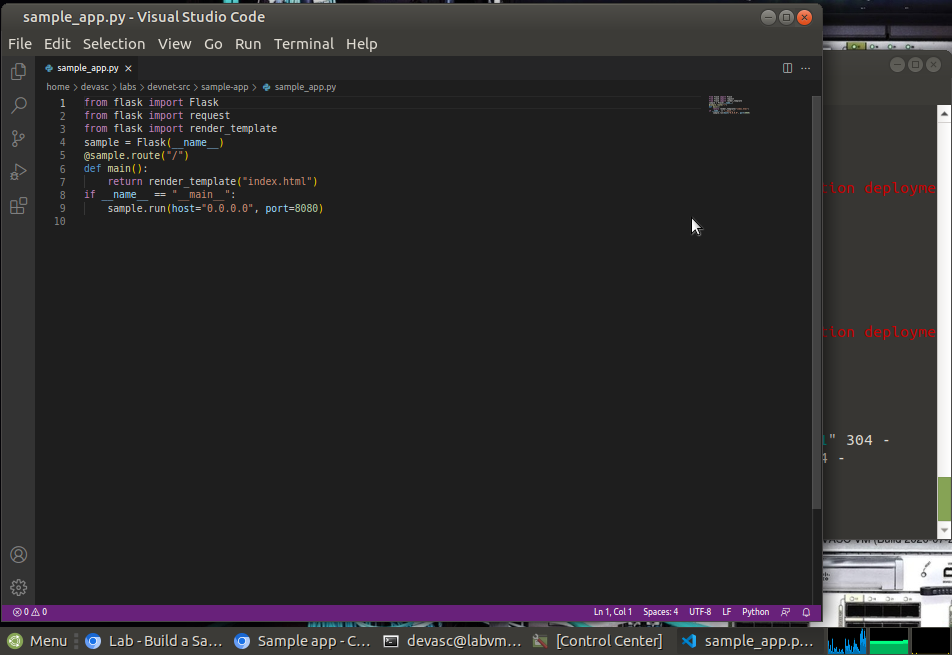 sample_app.py - Visual Studio Code
File Edit Selection View Go Run Terminal Help
sample_app.py
home > devasc > labs > devnet-src > sample-app > sample_app.py
1 from flask import Flask
2 from flask import request
3 from flask import render_template
4 sample = Flask(__name__)
5 @sample.route("/")
6 def main():
7 return render_template("index.html")
8 if __name__ == "__main__":
9 sample.run(host="0.0.0.0", port=8080)
10
tion deployme
tion deployme
l" 304 -
4 -
0 0
Ln 1, Col 1 Spaces: 4 UTF-8 LF Python
Menu Lab - Build a Sa... Sample app - C... devasc@labvm... [Control Center] sample_app.p...